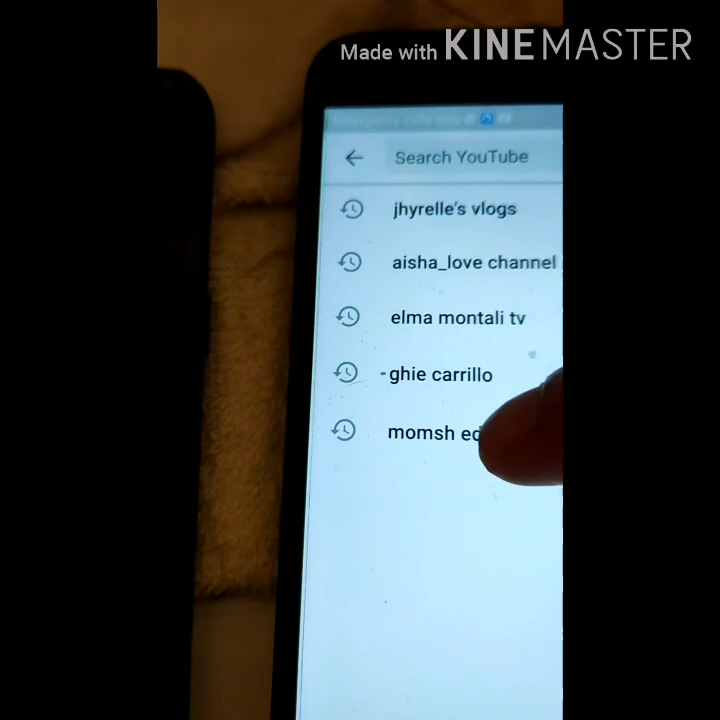 Made with KINEMASTER
Search YouTube
jhyrelle's vlogs
aisha_love channel
elma montali tv
-ghie carrillo
momsh